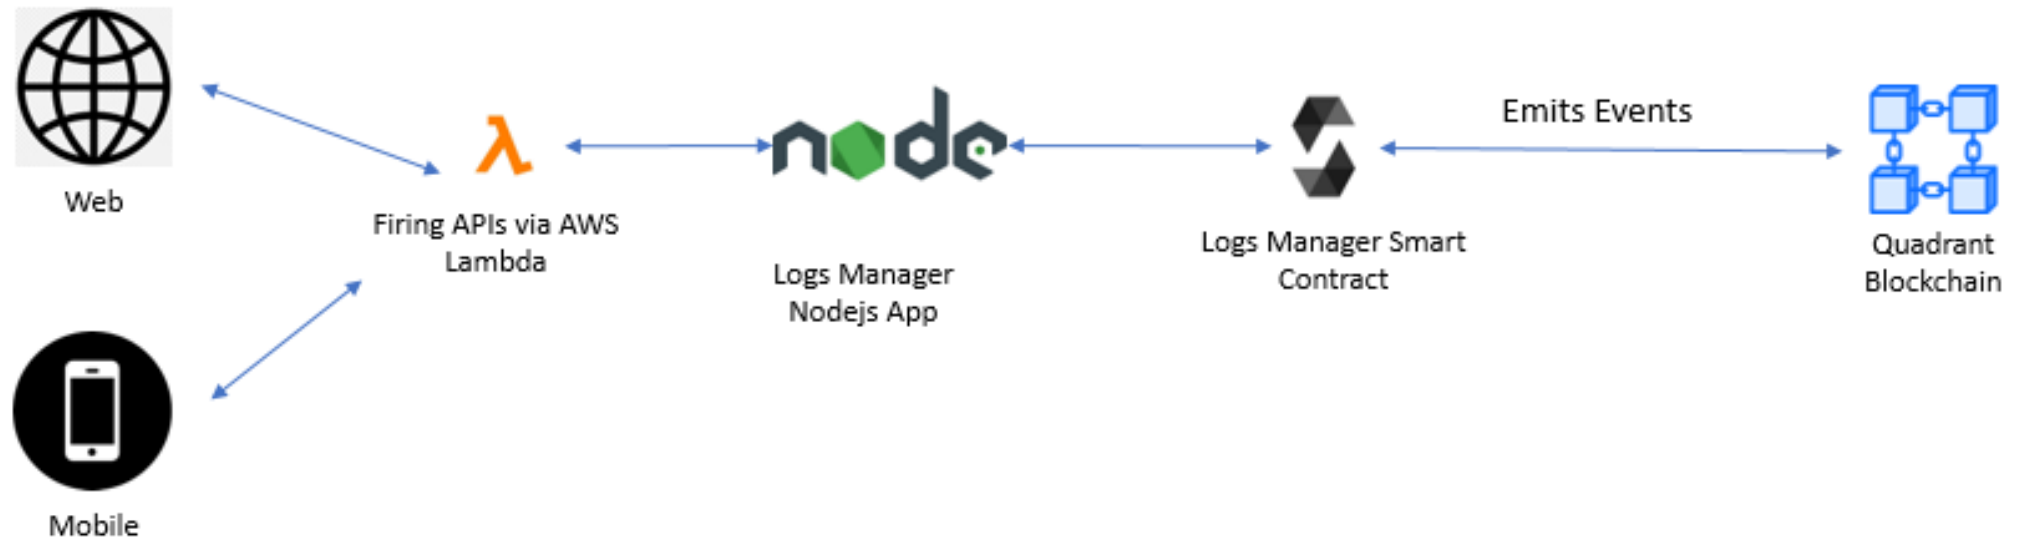 Web
Firing APIs via AWS
Lambda
node
Logs Manager
Nodejs App
Logs Manager Smart
Contract
Emits Events
Quadrant
Blockchain
Mobile